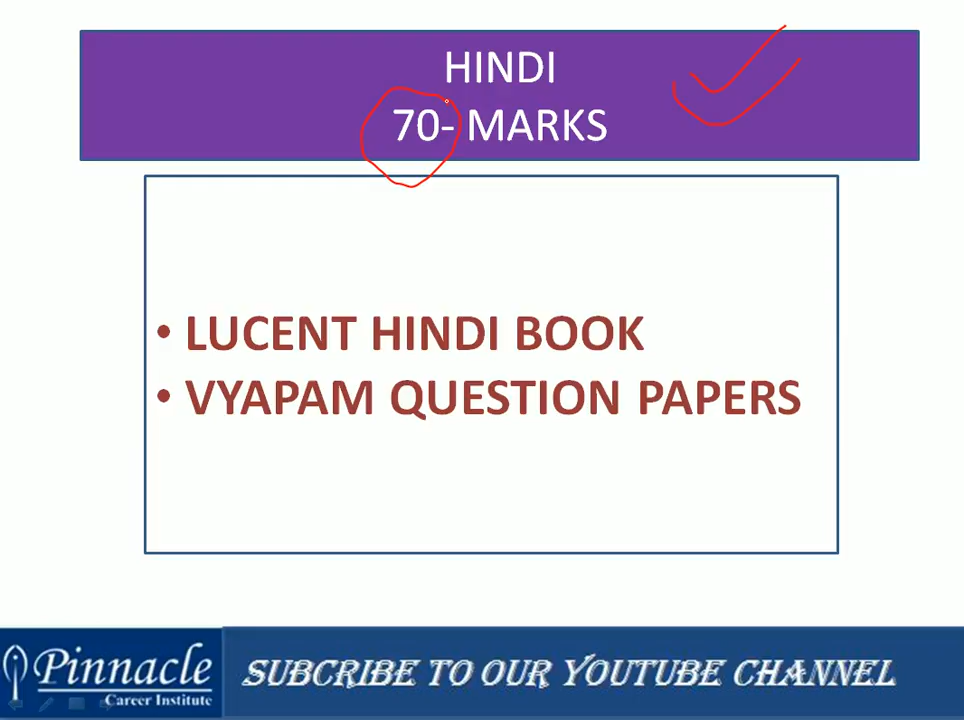 HINDI
70- MARKS
• LUCENT HINDI BOOK
• VYAPAM QUESTION PAPERS
Pinnacle
Career Institute
SUBCRIBE TO OUR YOUTUBE CHANNEL